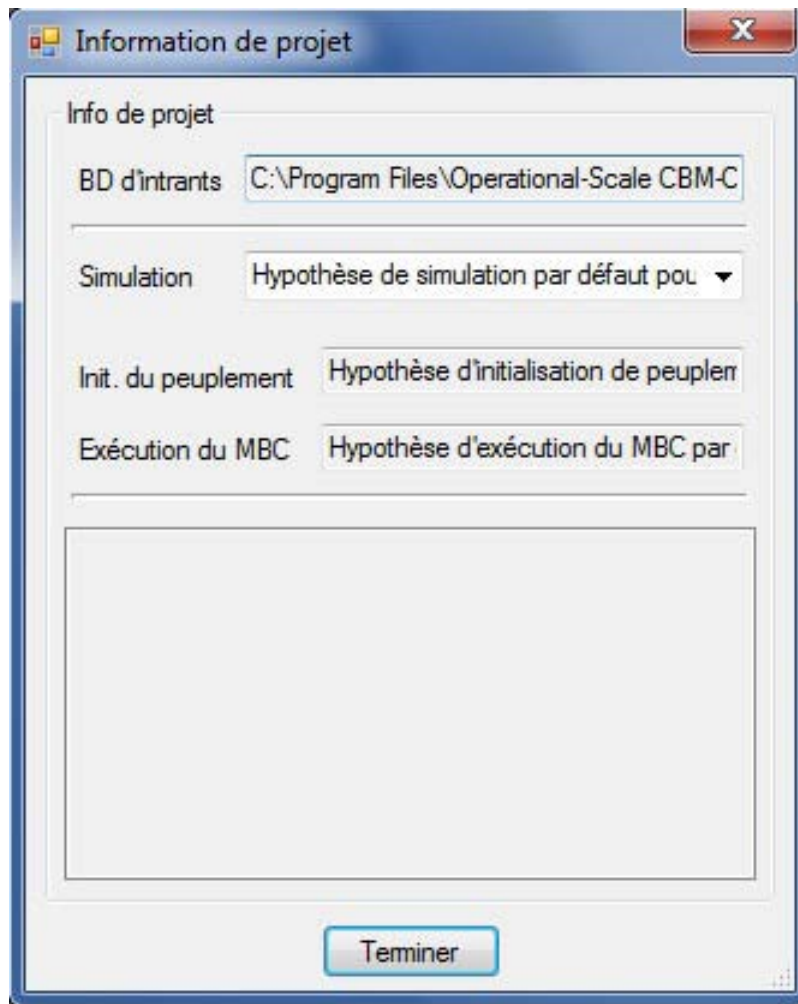 Information de projet
Info de projet
BD d'intrants C:\Program Files\Operational-Scale CBM-C
Simulation Hypothèse de simulation par défaut pou
Init. du peuplement Hypothèse d'initialisation de peuplem
Exécution du MBC Hypothèse d'exécution du MBC par
Terminer